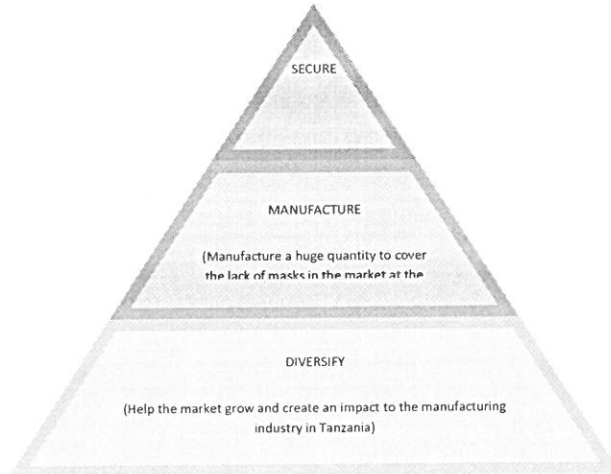 SECURE
MANUFACTURE
(Manufacture a huge quantity to cover
the lack of masks in the market at the
DIVERSIFY
(Help the market grow and create an impact to the manufacturing
industry in Tanzania)